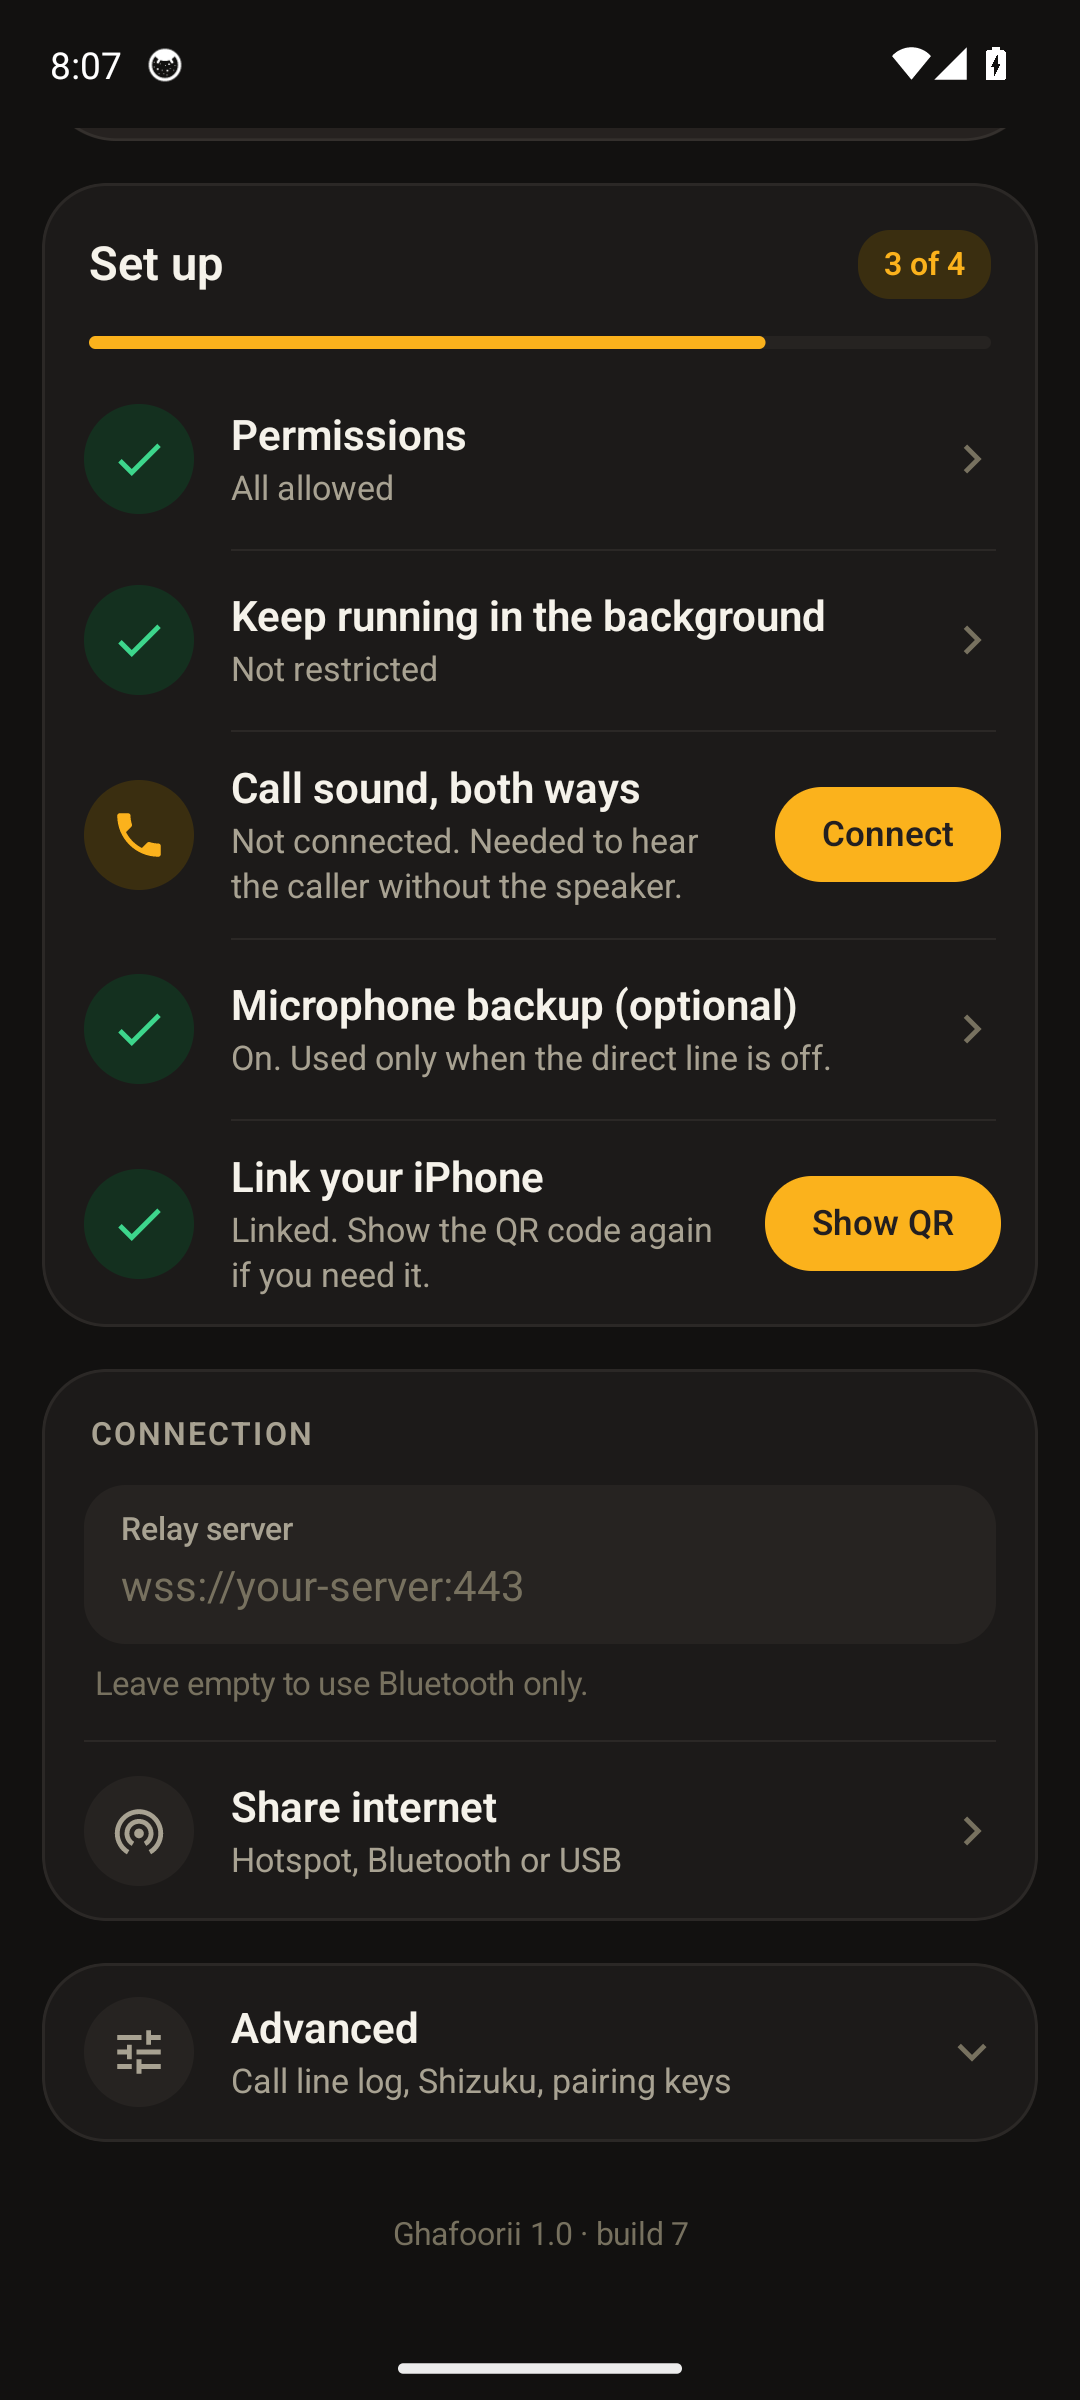 8:07
Set up
3 of 4
Permissions
All allowed
Keep running in the background
Not restricted
Call sound, both ways
Not connected. Needed to hear
the caller without the speaker.
Connect
Microphone backup (optional)
On. Used only when the direct line is off.
Link your iPhone
Linked. Show the QR code again
if you need it.
Show QR
CONNECTION
Relay server
wss://your-server:443
Leave empty to use Bluetooth only.
Share internet
Hotspot, Bluetooth or USB
Advanced
Call line log, Shizuku, pairing keys
Ghafoorii 1.0 · build 7